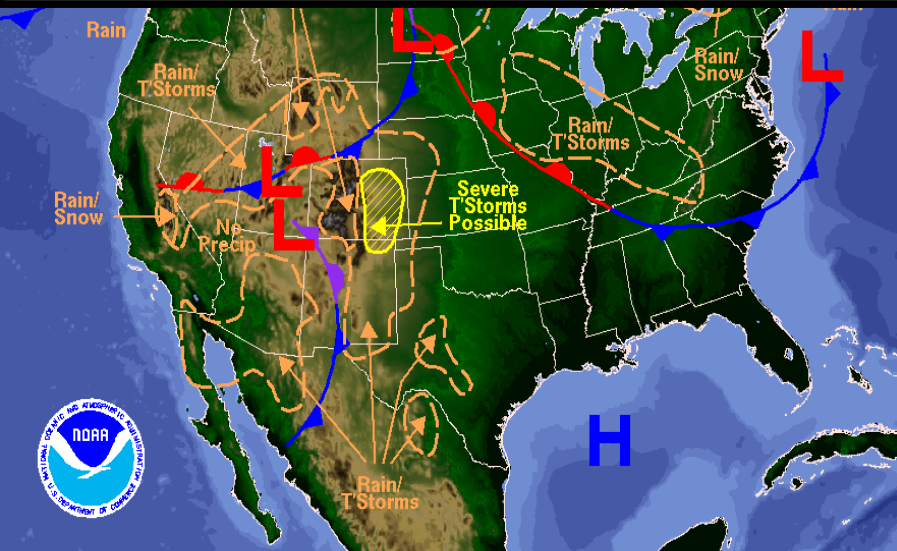 Rain
Rain/
T'Storms
L
Rain/
Snow
L
Rain/
T'Storms
L
Severe
T'Storms
Possible
Rain/
Snow
No
Precip
L
H
NOAA
NATIONAL OCEANIC AND ATMOSPHERIC ADMINISTRATION
U.S. DEPARTMENT OF COMMERCE
Rain/
T'Storms